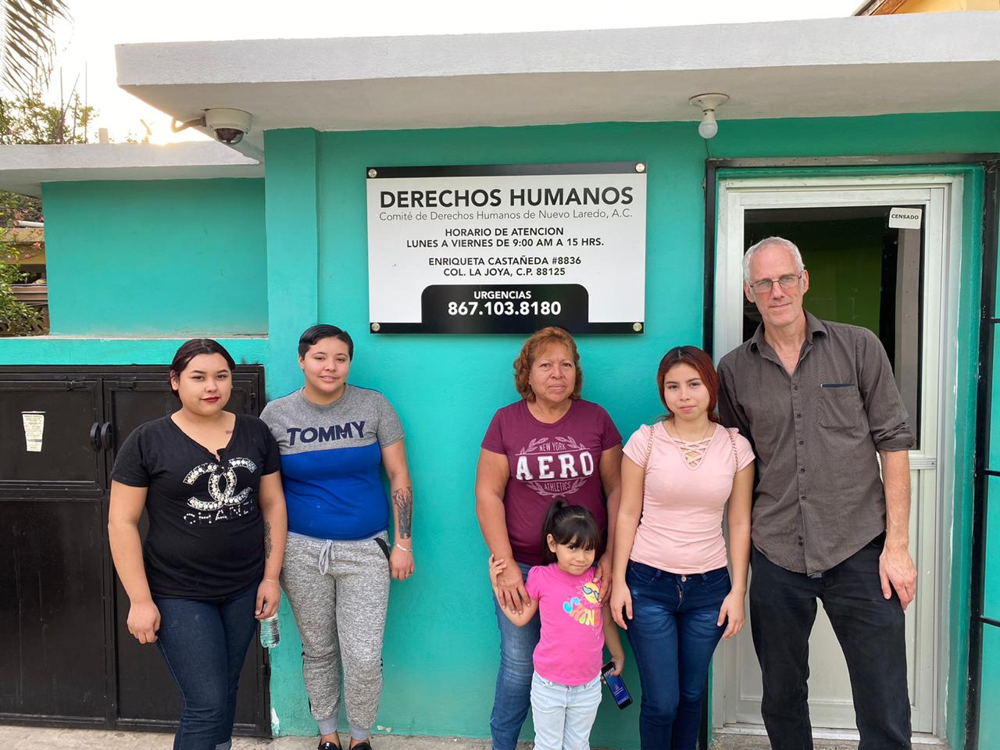 DERECHOS HUMANOS
Comité de Derechos Humanos de Nuevo Laredo, A.C.
HORARIO DE ATENCION
LUNES A VIERNES DE 9:00 AM A 15 HRS.
ENRIQUETA CASTAÑEDA #8836
COL. LA JOYA, C.P. 88125
URGENCIAS
867.103.8180
CENSADO
CHANEL
TOMMY
NEW YORK
AERO
ATHLETICS
SHINE